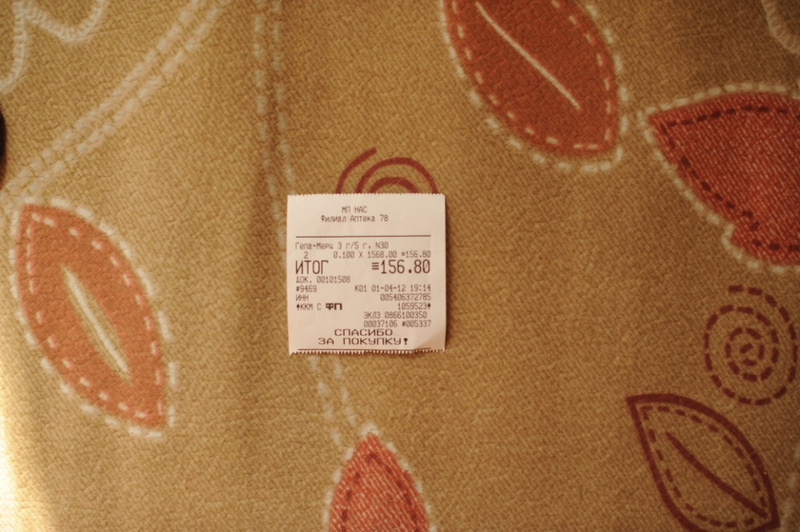 МП НАС
Филиал Аптека 78
Гепа-Мерц 3 г/5 г, N30
2 0.100 X 1568.00 =156.80
ИТОГ ≡156.80
ДОК. 00101508
#9469 К01 01-04-12 19:14
ИНН 005406372785
ККМ С ФП 1059523
ЭКЛЗ 0866100350
00037106 #005337
СПАСИБО
ЗА ПОКУПКУ!